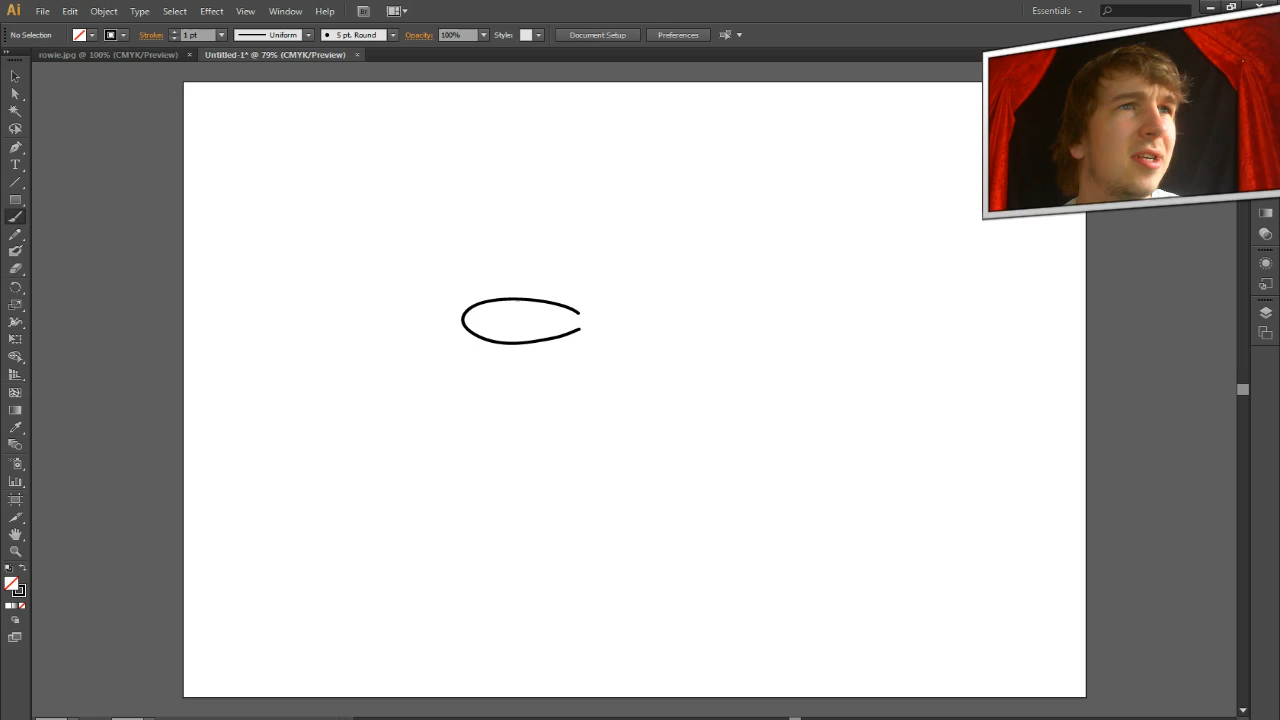 Ai File Edit Object Type Select Effect View Window Help Br Essentials
No Selection Stroke: 1 pt Uniform 5 pt. Round Opacity: 100% Style: Document Setup Preferences
rowie.jpg @ 100% (CMYK/Preview) × Untitled-1* @ 79% (CMYK/Preview) ×
T